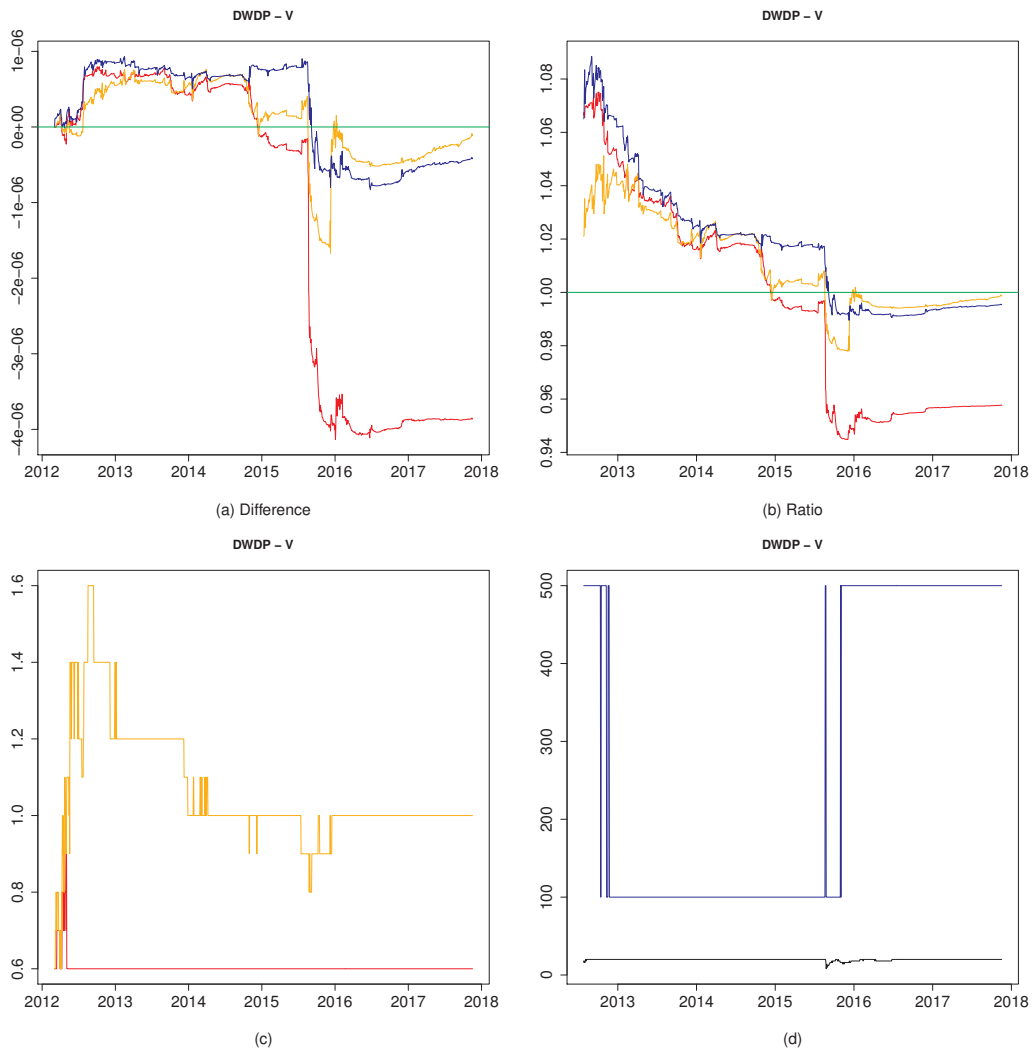 DWDP – V
1e−06
0e+00
−1e−06
−2e−06
−3e−06
−4e−06
2012 2013 2014 2015 2016 2017 2018
(a) Difference
DWDP – V
1.08
1.06
1.04
1.02
1.00
0.98
0.96
0.94
2013 2014 2015 2016 2017 2018
(b) Ratio
DWDP – V
1.6
1.4
1.2
1.0
0.8
0.6
2012 2013 2014 2015 2016 2017 2018
(c)
DWDP – V
500
400
300
200
100
0
2013 2014 2015 2016 2017 2018
(d)